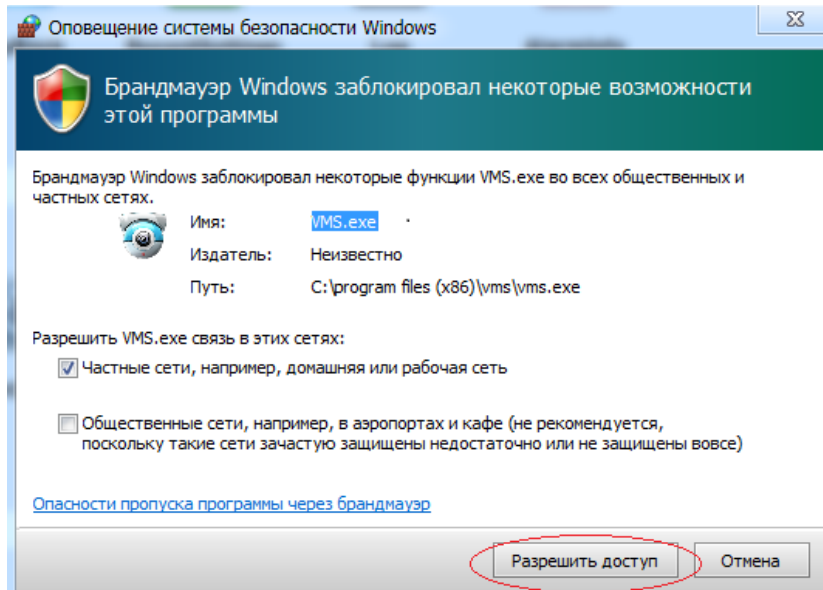 Оповещение системы безопасности Windows
Брандмауэр Windows заблокировал некоторые возможности
этой программы
Брандмауэр Windows заблокировал некоторые функции VMS.exe во всех общественных и
частных сетях.
Имя: VMS.exe
Издатель: Неизвестно
Путь: C:\program files (x86)\vms\vms.exe
Разрешить VMS.exe связь в этих сетях:
Частные сети, например, домашняя или рабочая сеть
Общественные сети, например, в аэропортах и кафе (не рекомендуется,
поскольку такие сети зачастую защищены недостаточно или не защищены вовсе)
Опасности пропуска программы через брандмауэр
Разрешить доступ Отмена